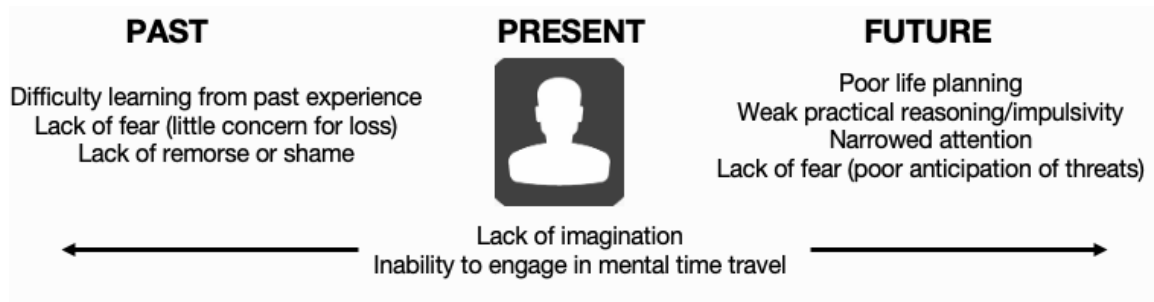 PAST
Difficulty learning from past experience
Lack of fear (little concern for loss)
Lack of remorse or shame
PRESENT
FUTURE
Poor life planning
Weak practical reasoning/impulsivity
Narrowed attention
Lack of fear (poor anticipation of threats)
Lack of imagination
Inability to engage in mental time travel